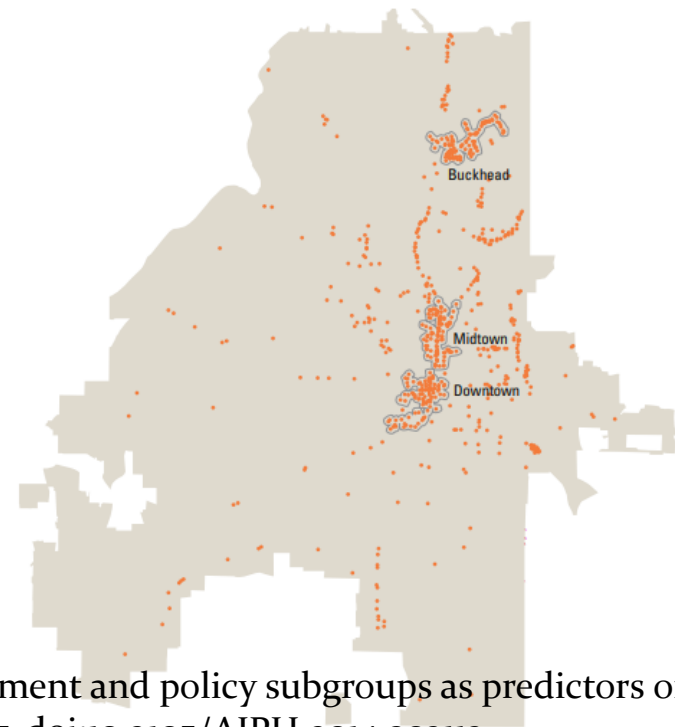 Buckhead
Midtown
Downtown
ment and policy subgroups as predictors o